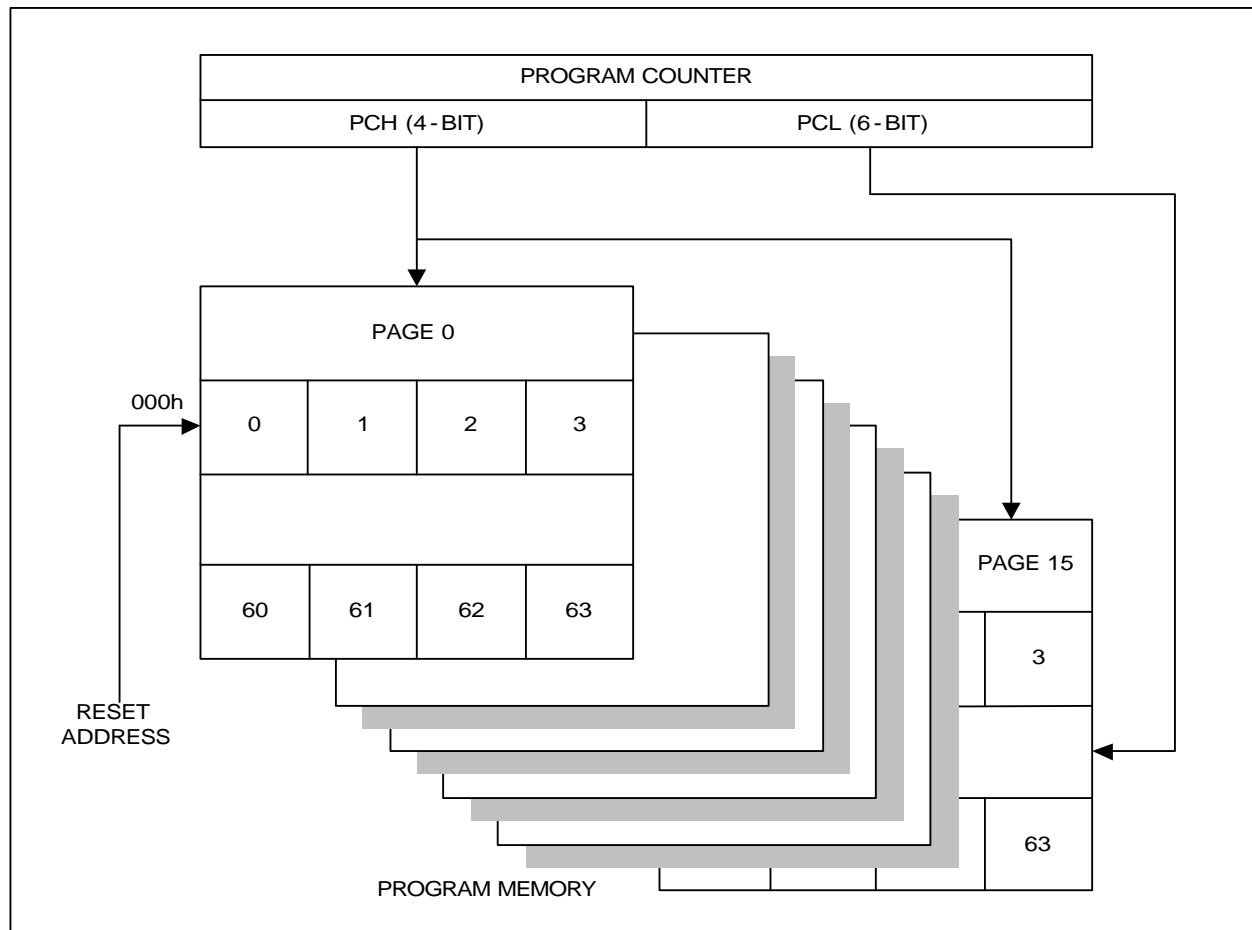 PROGRAM COUNTER
PCH (4-BIT) PCL (6-BIT)
PAGE 0
000h
0 1 2 3
60 61 62 63
PAGE 15
3
63
RESET
ADDRESS
PROGRAM MEMORY